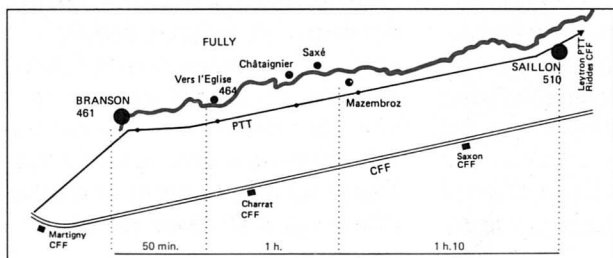 FULLY
Saxé
Châtaignier
Vers l'Eglise
464
BRANSON
461
SAILLON
510
Leytron PTT
Riddes CFF
Mazembroz
PTT
CFF
Saxon
CFF
Charrat
CFF
Martigny
CFF
50 min.
1 h.
1 h.10